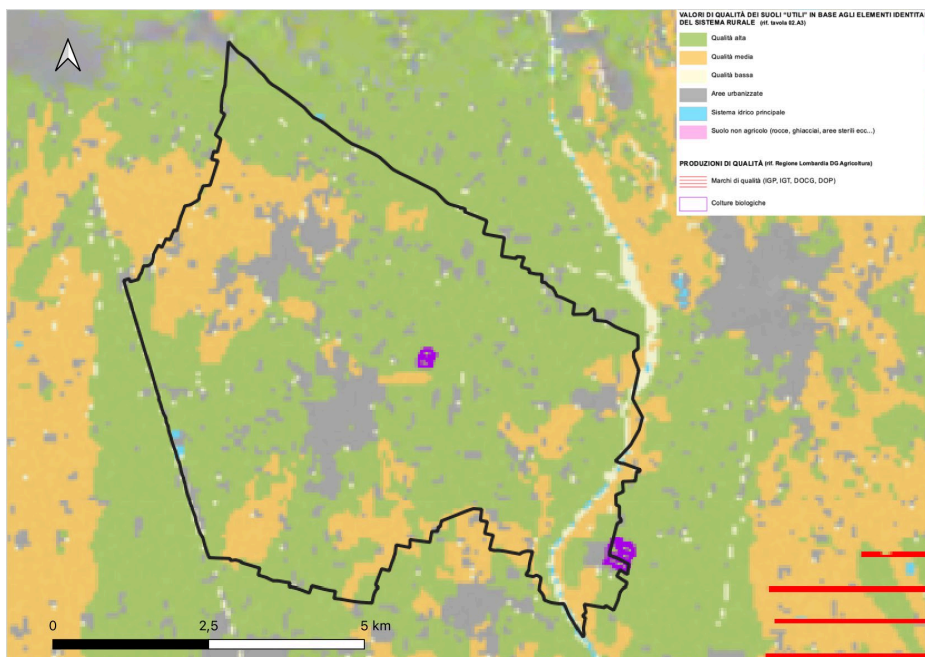 VALORI DI QUALITÀ DEI SUOLI "UTILI" IN BASE AGLI ELEMENTI IDENTITA
DEL SISTEMA RURALE (rif. tavola 02.A3)
Qualità alta
Qualità media
Qualità bassa
Aree urbanizzate
Sistema idrico principale
Suolo non agricolo (rocce, ghiacciai, aree sterili ecc...)
PRODUZIONI DI QUALITÀ (rif. Regione Lombardia DG Agricoltura)
Marchi di qualità (IGP, IGT, DOCG, DOP)
Colture biologiche
0 2,5 5 km